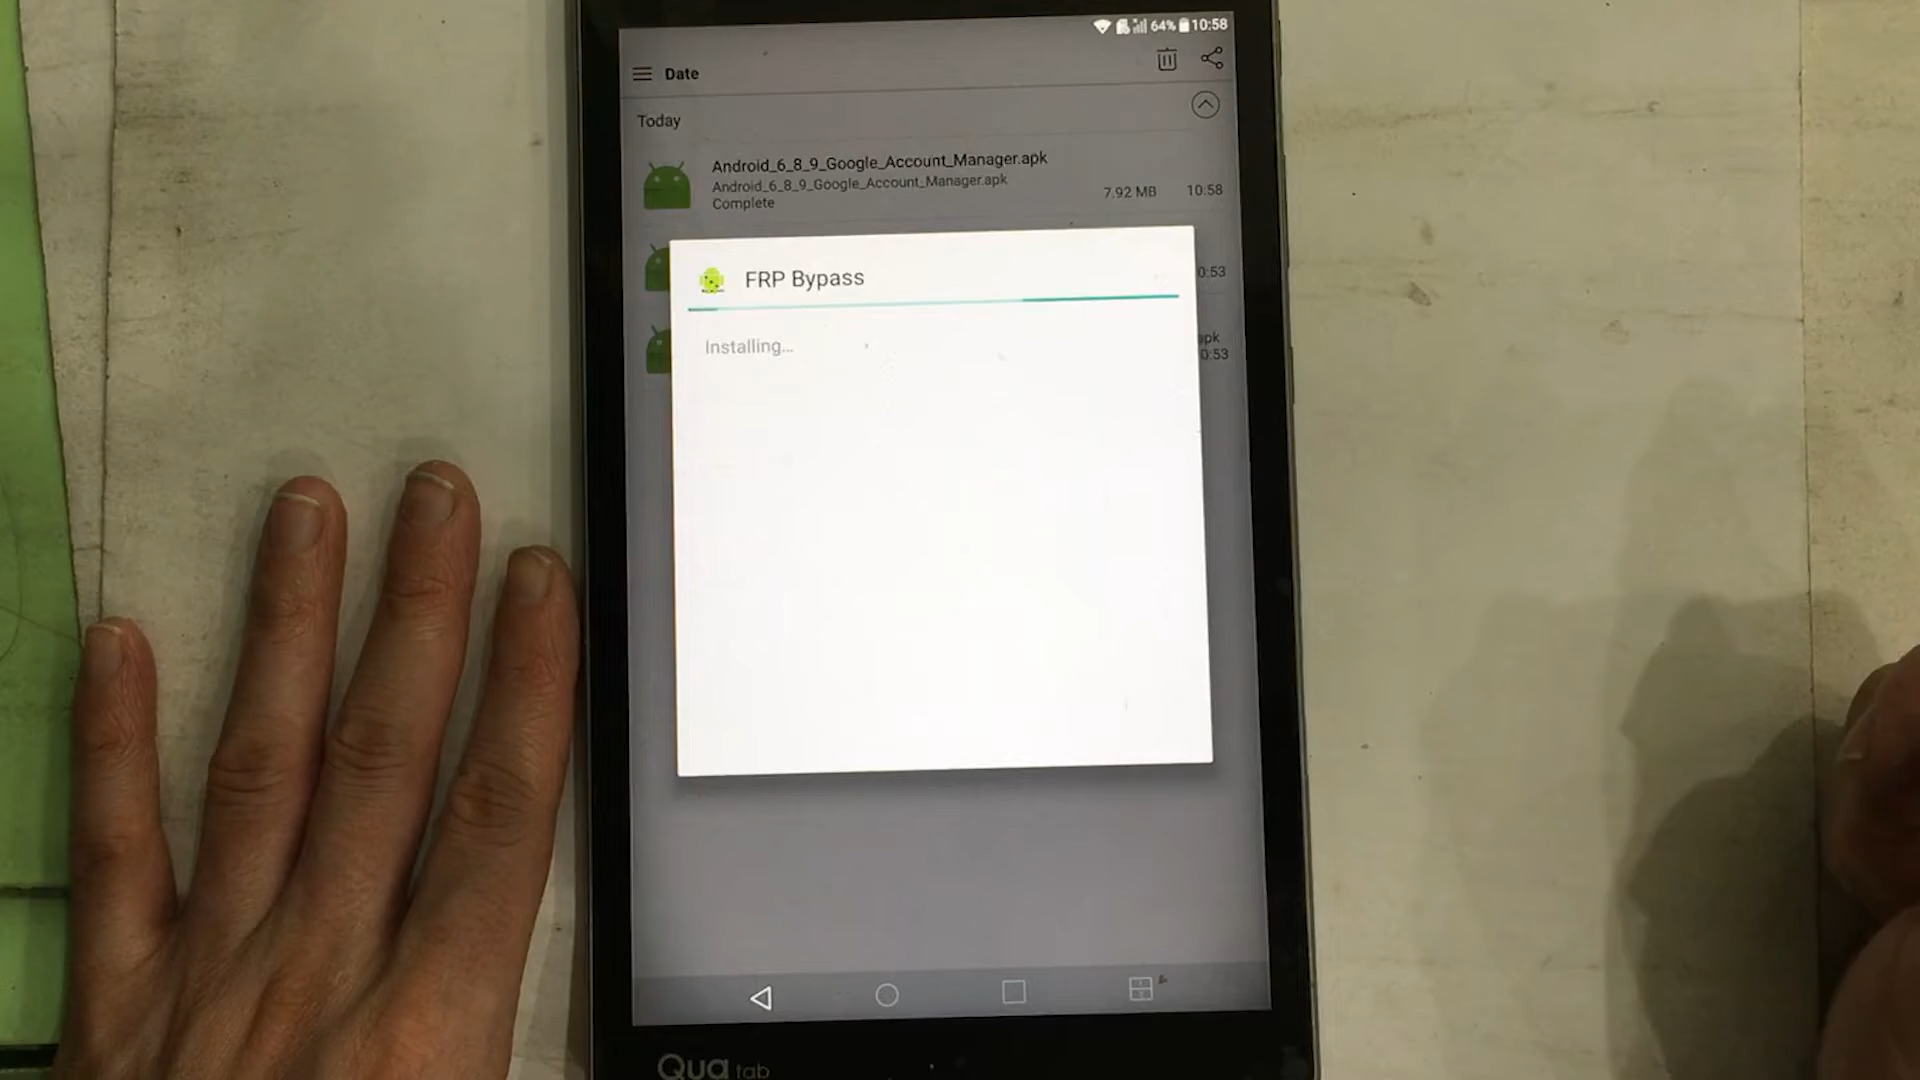 64% 10:58
Date
Today
Android_6_8_9_Google_Account_Manager.apk
Android_6_8_9_Google_Account_Manager.apk
7.92 MB 10:58
Complete
FRP Bypass
0:53
Installing...
apk
0:53
Qua tab